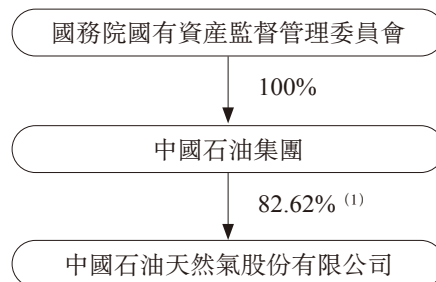 國務院國有資產監督管理委員會
100%
中國石油集團
82.62% (1)
中國石油天然氣股份有限公司